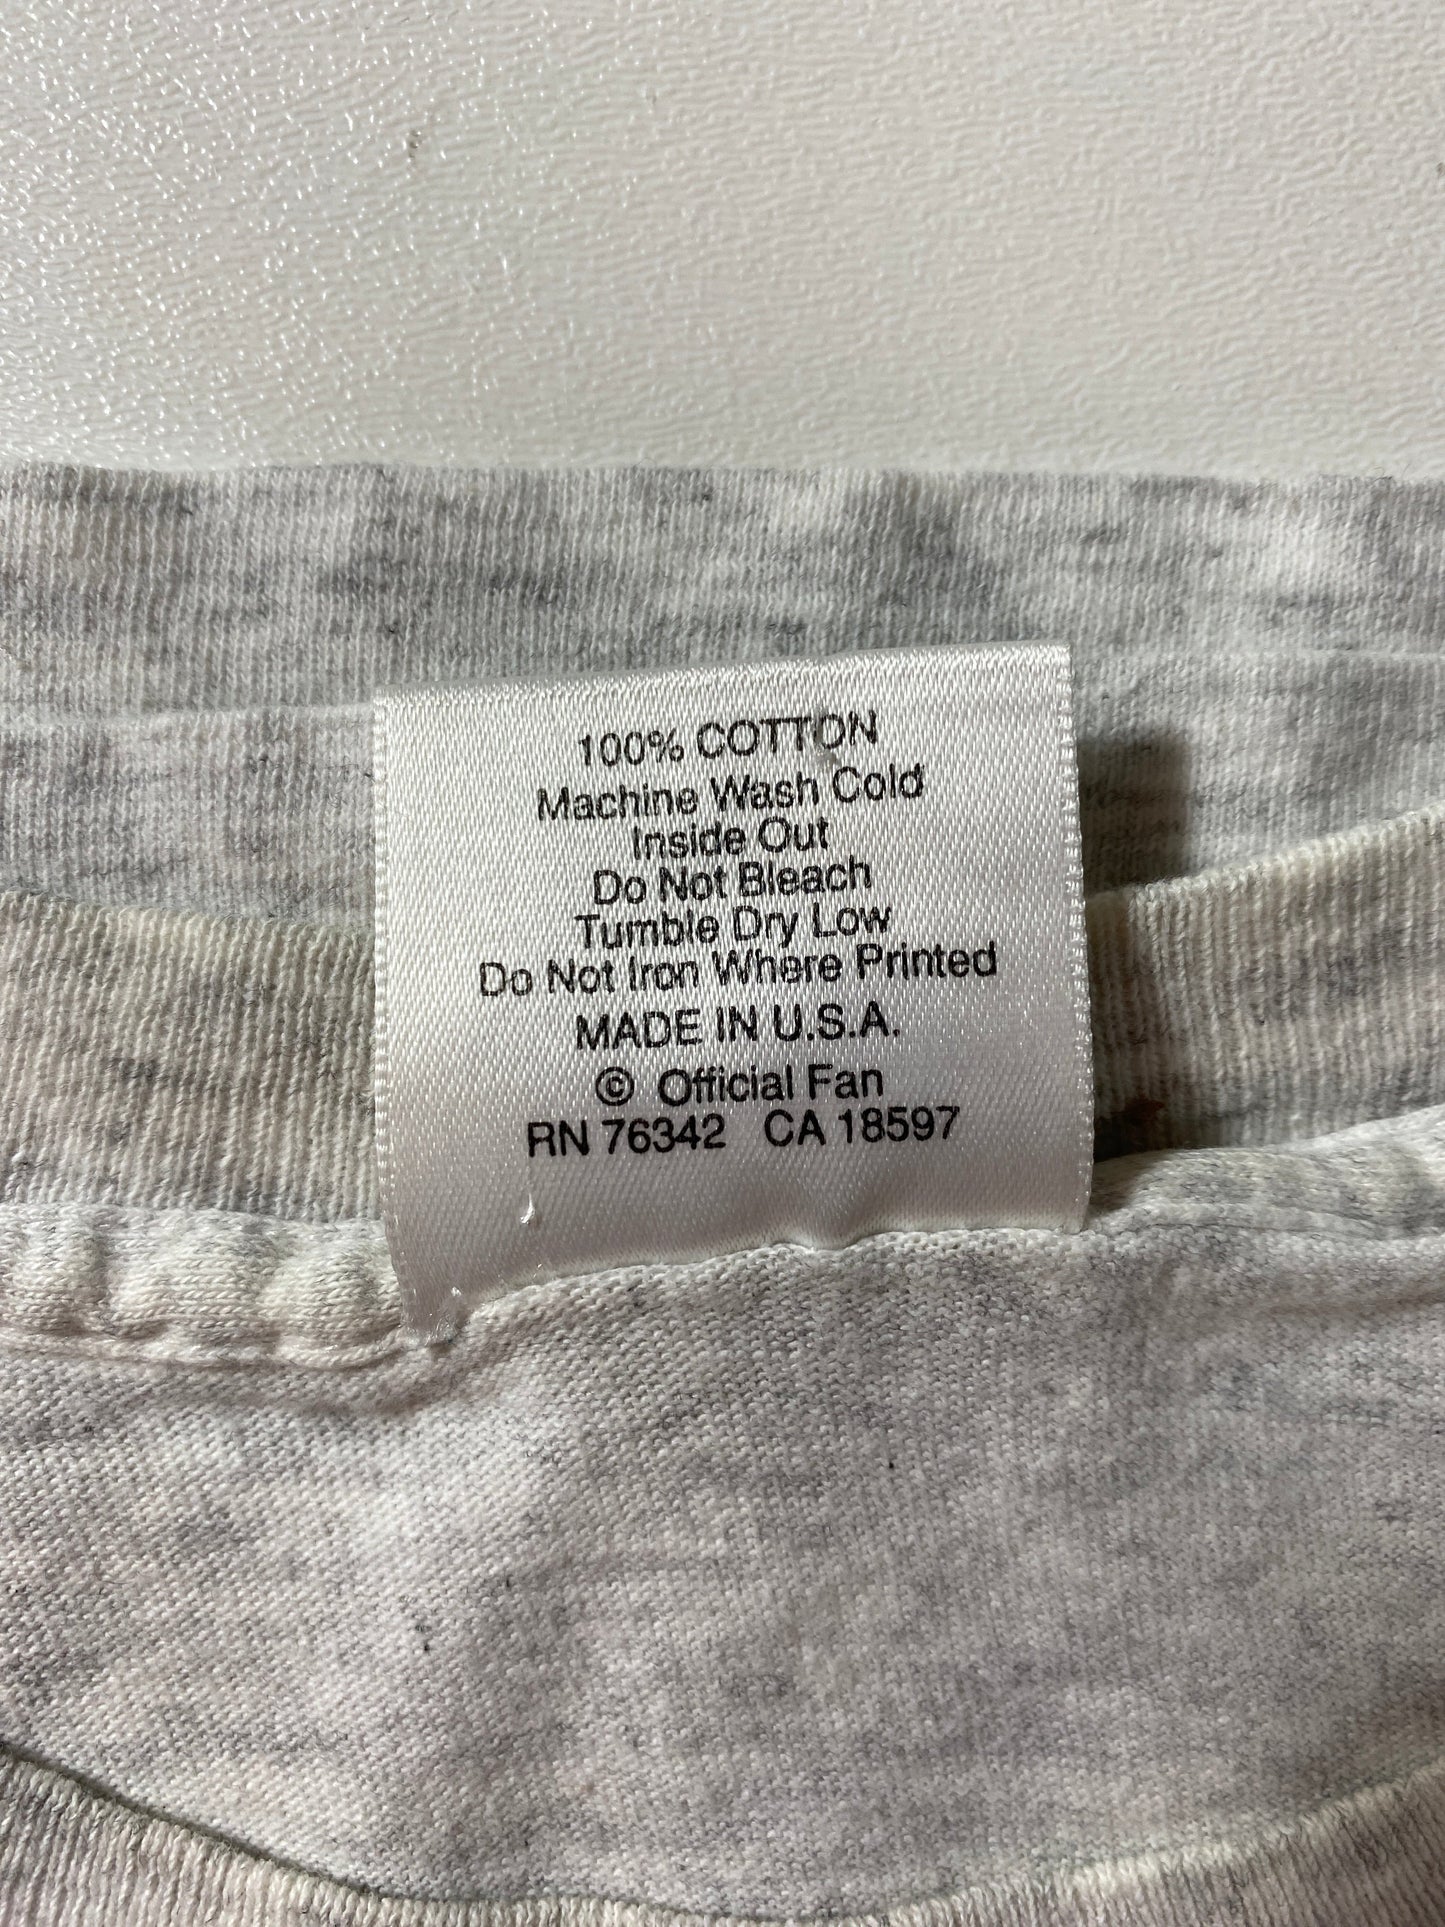 100% COTTON
Machine Wash Cold
Inside Out
Do Not Bleach
Tumble Dry Low
Do Not Iron Where Printed
MADE IN U.S.A.
© Official Fan
RN 76342 CA 18597